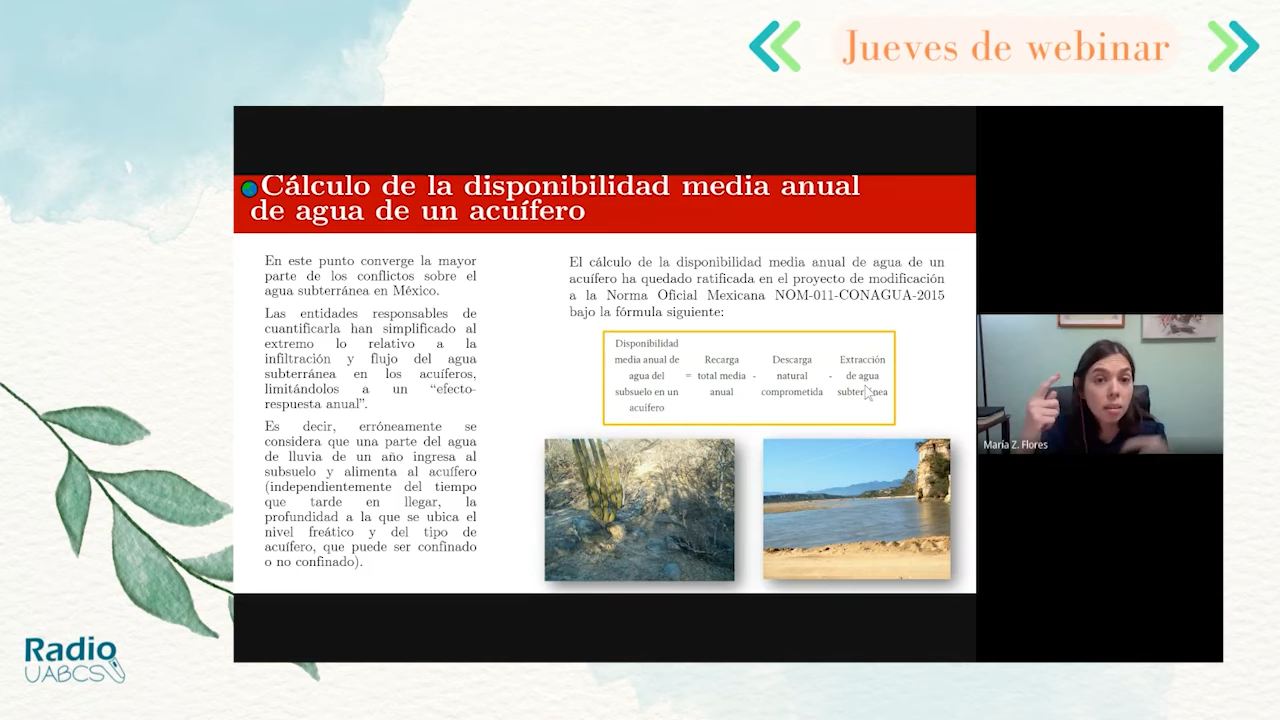 Jueves de webinar
Cálculo de la disponibilidad media anual
de agua de un acuífero
En este punto converge la mayor
parte de los conflictos sobre el
agua subterránea en México.
Las entidades responsables de
cuantificarla han simplificado al
extremo lo relativo a la
infiltración y flujo del agua
subterránea en los acuíferos,
limitándolos a un “efecto-
respuesta anual”.
Es decir, erróneamente se
considera que una parte del agua
de lluvia de un año ingresa al
subsuelo y alimenta al acuífero
(independientemente del tiempo
que tarde en llegar, la
profundidad a la que se ubica el
nivel freático y del tipo de
acuífero, que puede ser confinado
o no confinado).
El cálculo de la disponibilidad media anual de agua de un
acuífero ha quedado ratificada en el proyecto de modificación
a la Norma Oficial Mexicana NOM-011-CONAGUA-2015
bajo la fórmula siguiente:
Disponibilidad
media anual de Recarga Descarga Extracción
agua del = total media - natural - de agua
subsuelo en un anual comprometida subterránea
acuífero
María Z. Flores
Radio
UABCS